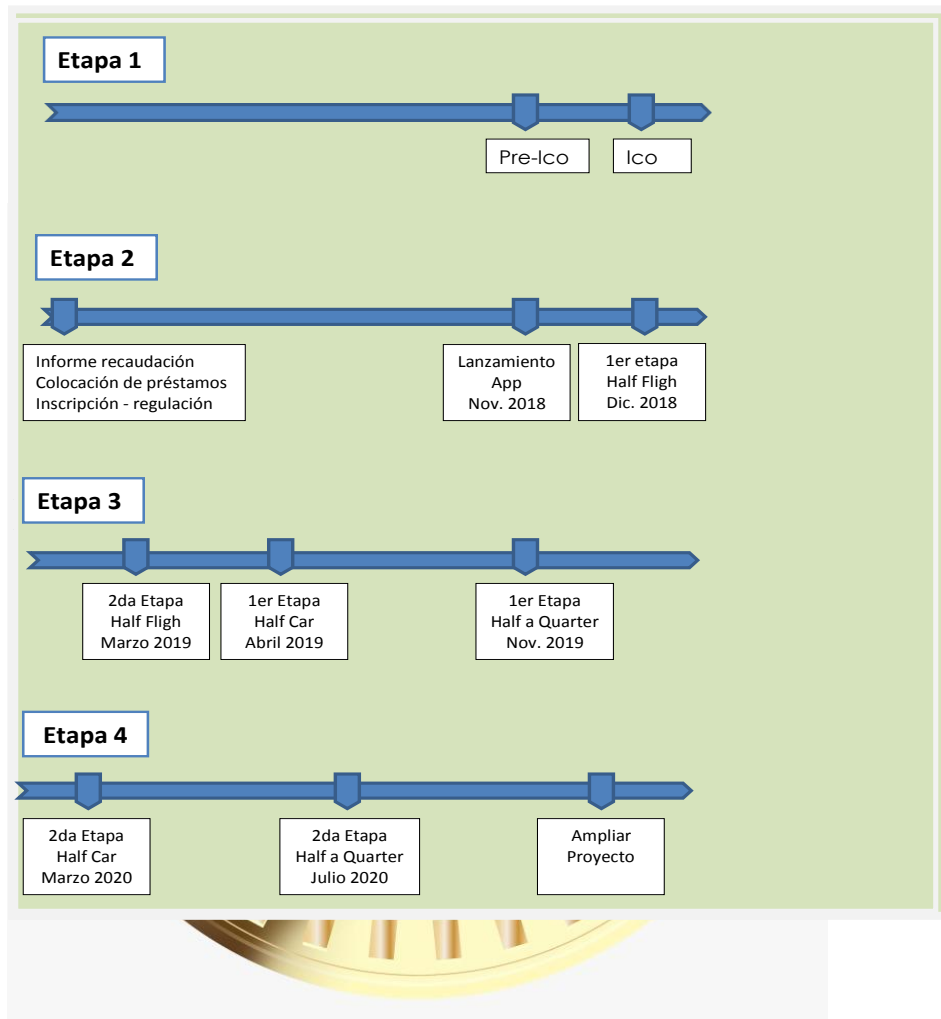 Etapa 1
Pre-Ico
Ico
Etapa 2
Informe recaudación
Colocación de préstamos
Inscripción - regulación
Lanzamiento
App
Nov. 2018
1er etapa
Half Fligh
Dic. 2018
Etapa 3
2da Etapa
Half Fligh
Marzo 2019
1er Etapa
Half Car
Abril 2019
1er Etapa
Half a Quarter
Nov. 2019
Etapa 4
2da Etapa
Half Car
Marzo 2020
2da Etapa
Half a Quarter
Julio 2020
Ampliar
Proyecto